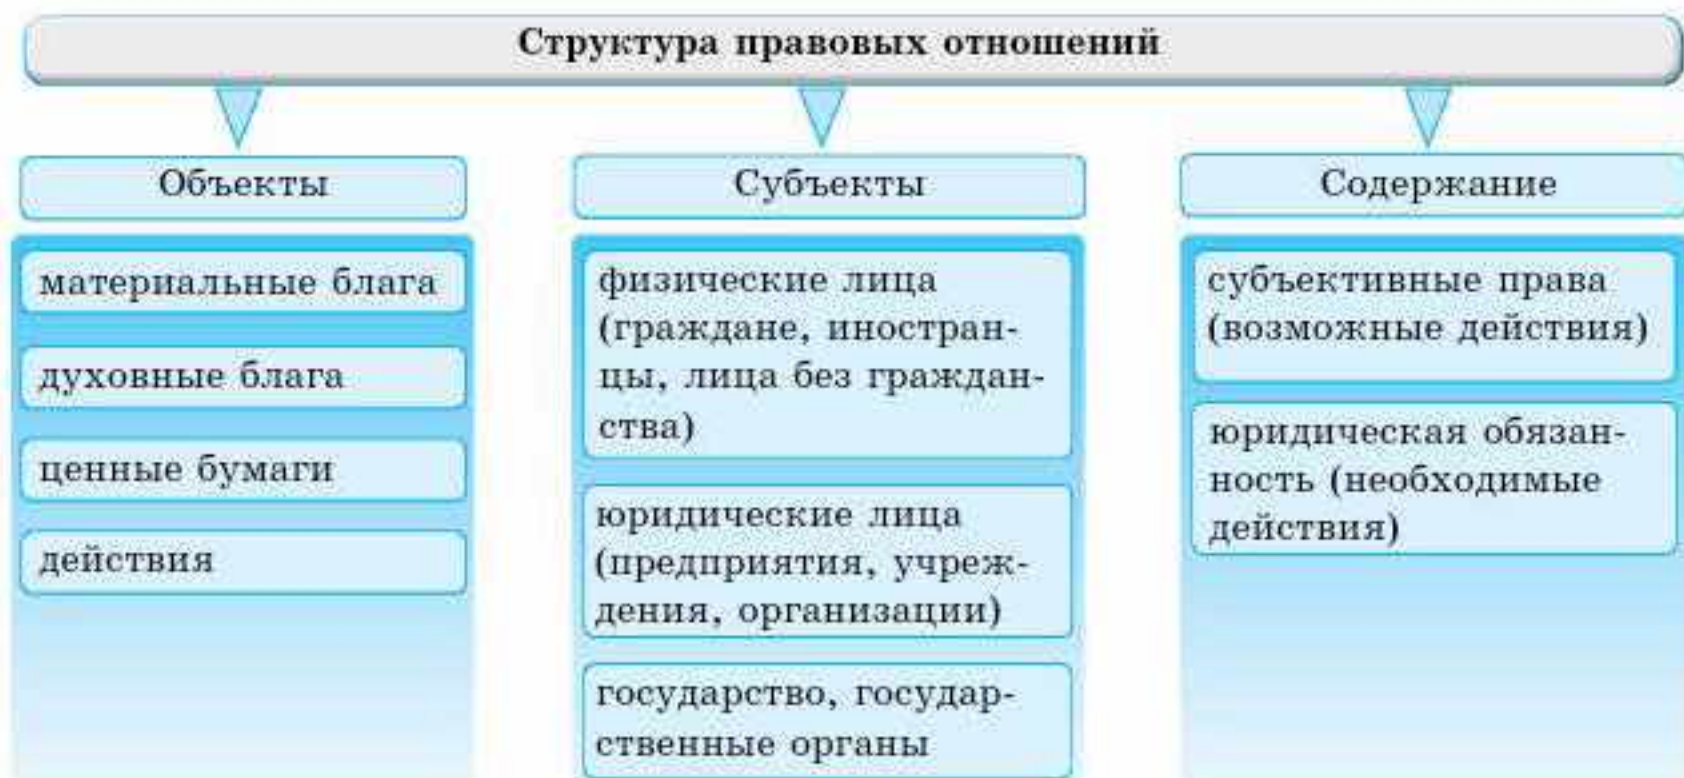 Структура правовых отношений
Объекты
материальные блага
духовные блага
ценные бумаги
действия
Субъекты
физические лица
(граждане, иностран-
цы, лица без граждан-
ства)
юридические лица
(предприятия, учреж-
дения, организации)
государство, государ-
ственные органы
Содержание
субъективные права
(возможные действия)
юридическая обязан-
ность (необходимые
действия)